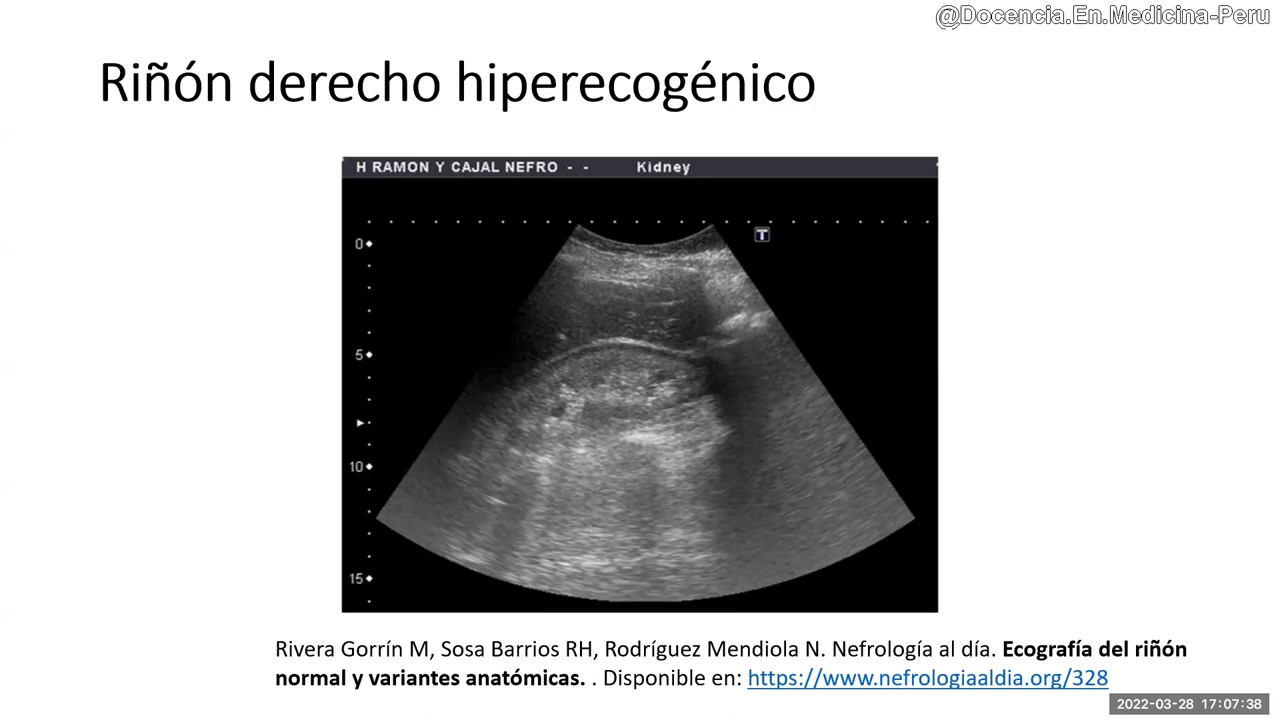 @Docencia.En.Medicina-Peru
Riñón derecho hiperecogénico
H RAMON Y CAJAL NEFRO - - Kidney
T
0
5
10
15
Rivera Gorrín M, Sosa Barrios RH, Rodríguez Mendiola N. Nefrología al día. Ecografía del riñón
normal y variantes anatómicas. . Disponible en: https://www.nefrologiaaldia.org/328
2022-03-28 17:07:38